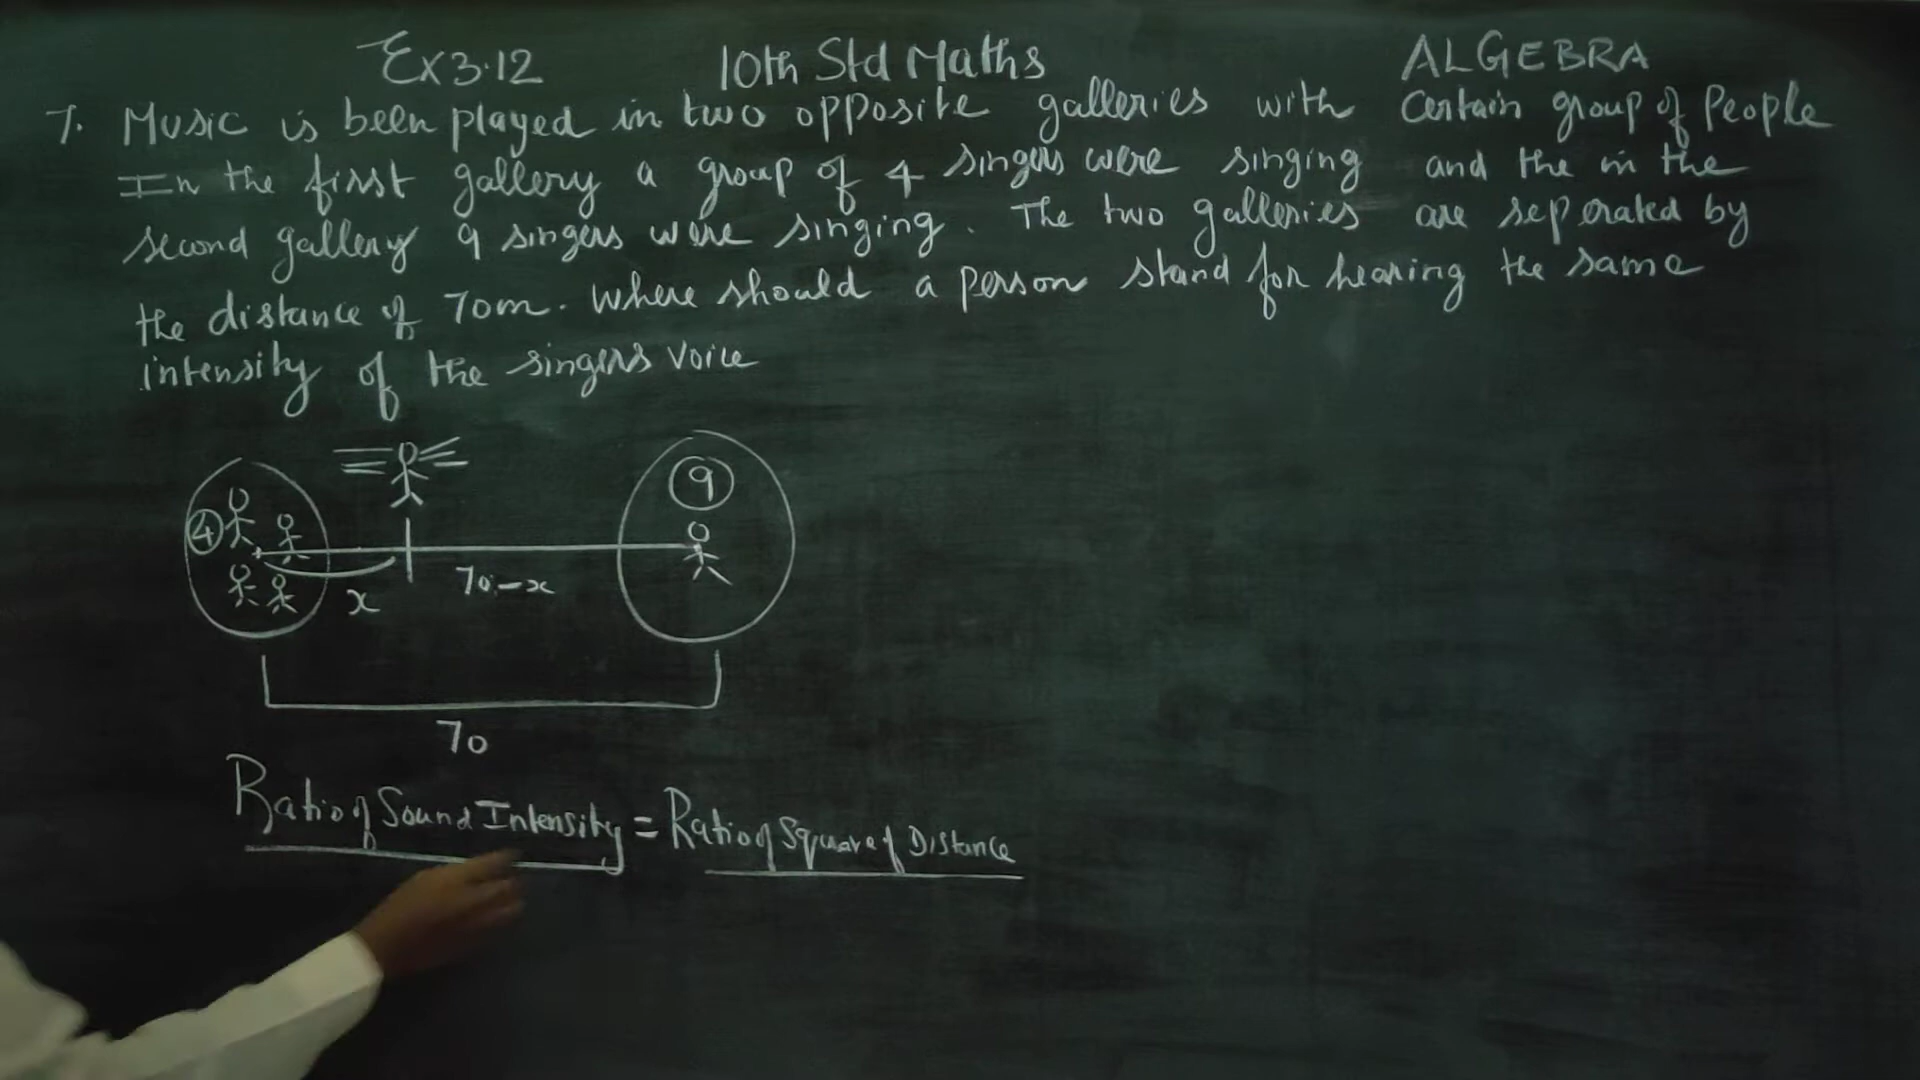 Ex 3.12 10th Std Maths ALGEBRA
7. Music is been played in two opposite galleries with Certain group of People
In the first gallery a group of 4 singers were singing and the in the
second gallery 9 singers were singing. The two galleries are seperated by
the distance of 70m. Where should a person stand for hearing the same
intensity of the singers voice
9
4
x 70-x
70
Ratio of Sound Intensity = Ratio of Square of Distance